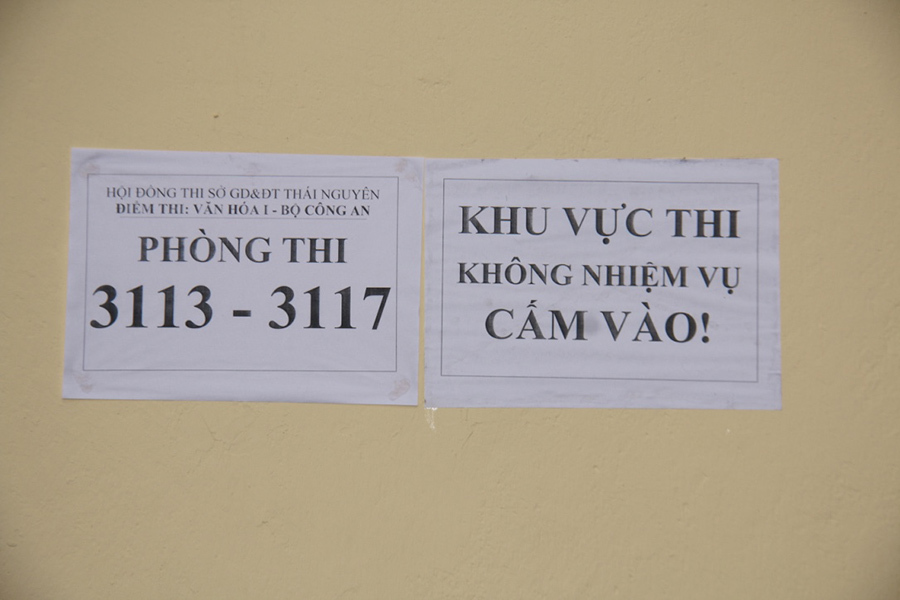 HỘI ĐỒNG THI SỞ GD&ĐT THÁI NGUYÊN
ĐIỂM THI: VĂN HÓA I - BỘ CÔNG AN
PHÒNG THI
3113 - 3117
KHU VỰC THI
KHÔNG NHIỆM VỤ
CẤM VÀO!